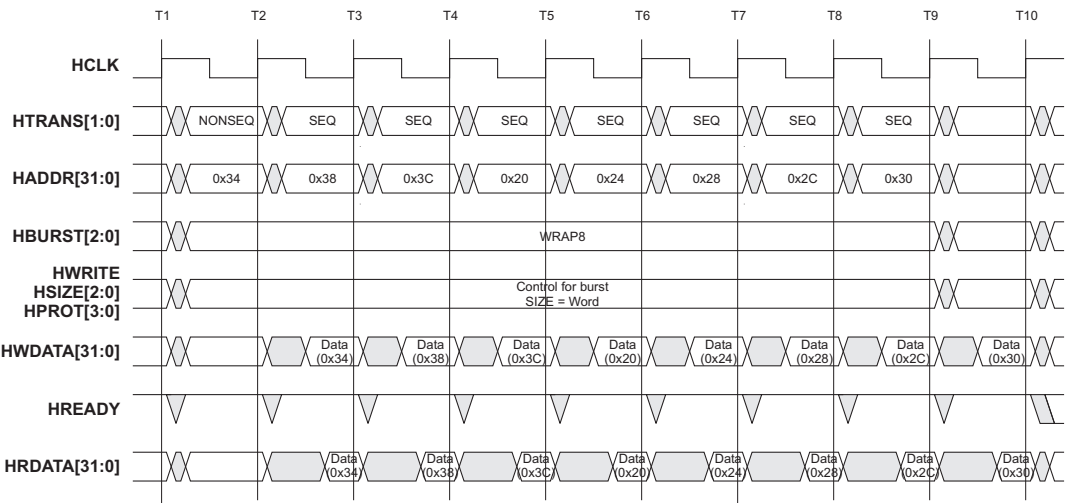 T1 T2 T3 T4 T5 T6 T7 T8 T9 T10
HCLK
HTRANS[1:0] NONSEQ SEQ SEQ SEQ SEQ SEQ SEQ SEQ
HADDR[31:0] 0x34 0x38 0x3C 0x20 0x24 0x28 0x2C 0x30
HBURST[2:0] WRAP8
HWRITE
HSIZE[2:0] Control for burst
HPROT[3:0] SIZE = Word
HWDATA[31:0] Data Data Data Data Data Data Data Data
(0x34) (0x38) (0x3C) (0x20) (0x24) (0x28) (0x2C) (0x30)
HREADY
HRDATA[31:0] Data Data Data Data Data Data Data Data
(0x34) (0x38) (0x3C) (0x20) (0x24) (0x28) (0x2C) (0x30)